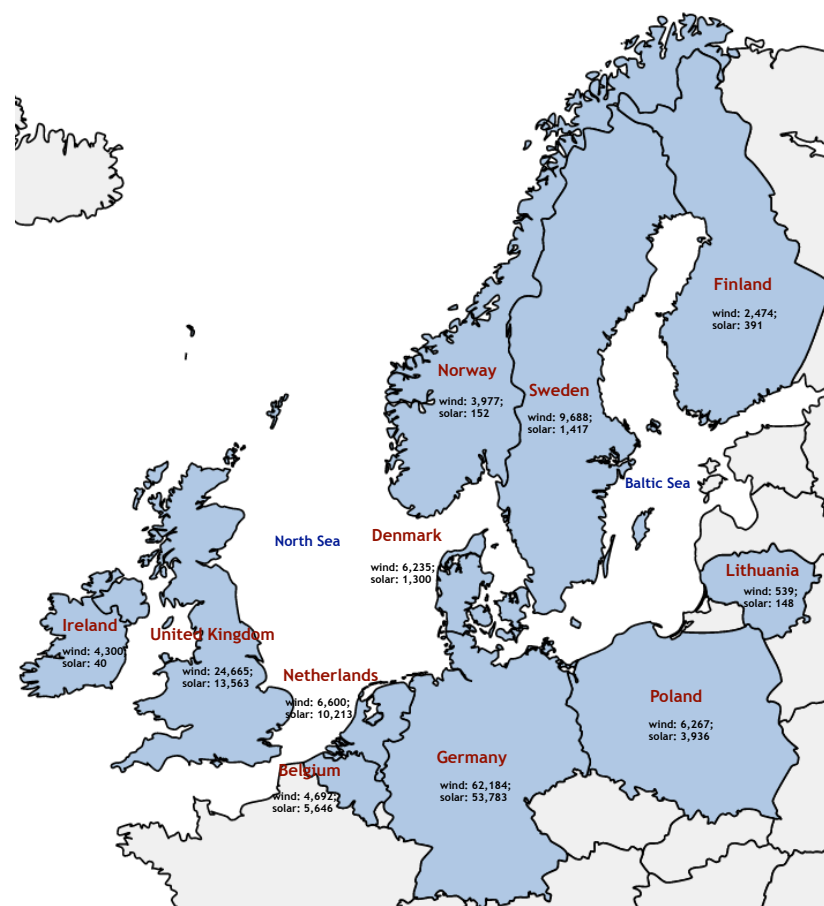 Finland
wind: 2,474;
solar: 391
Norway
wind: 3,977;
solar: 152
Sweden
wind: 9,688;
solar: 1,417
Baltic Sea
North Sea
Denmark
wind: 6,235;
solar: 1,300
Lithuania
wind: 539;
solar: 148
Ireland
wind: 4,300
solar: 40
United Kingdom
wind: 24,665;
solar: 13,563
Netherlands
wind: 6,600;
solar: 10,213
Poland
wind: 6,267;
solar: 3,936
Germany
wind: 62,184;
solar: 53,783
Belgium
wind: 4,692;
solar: 5,646